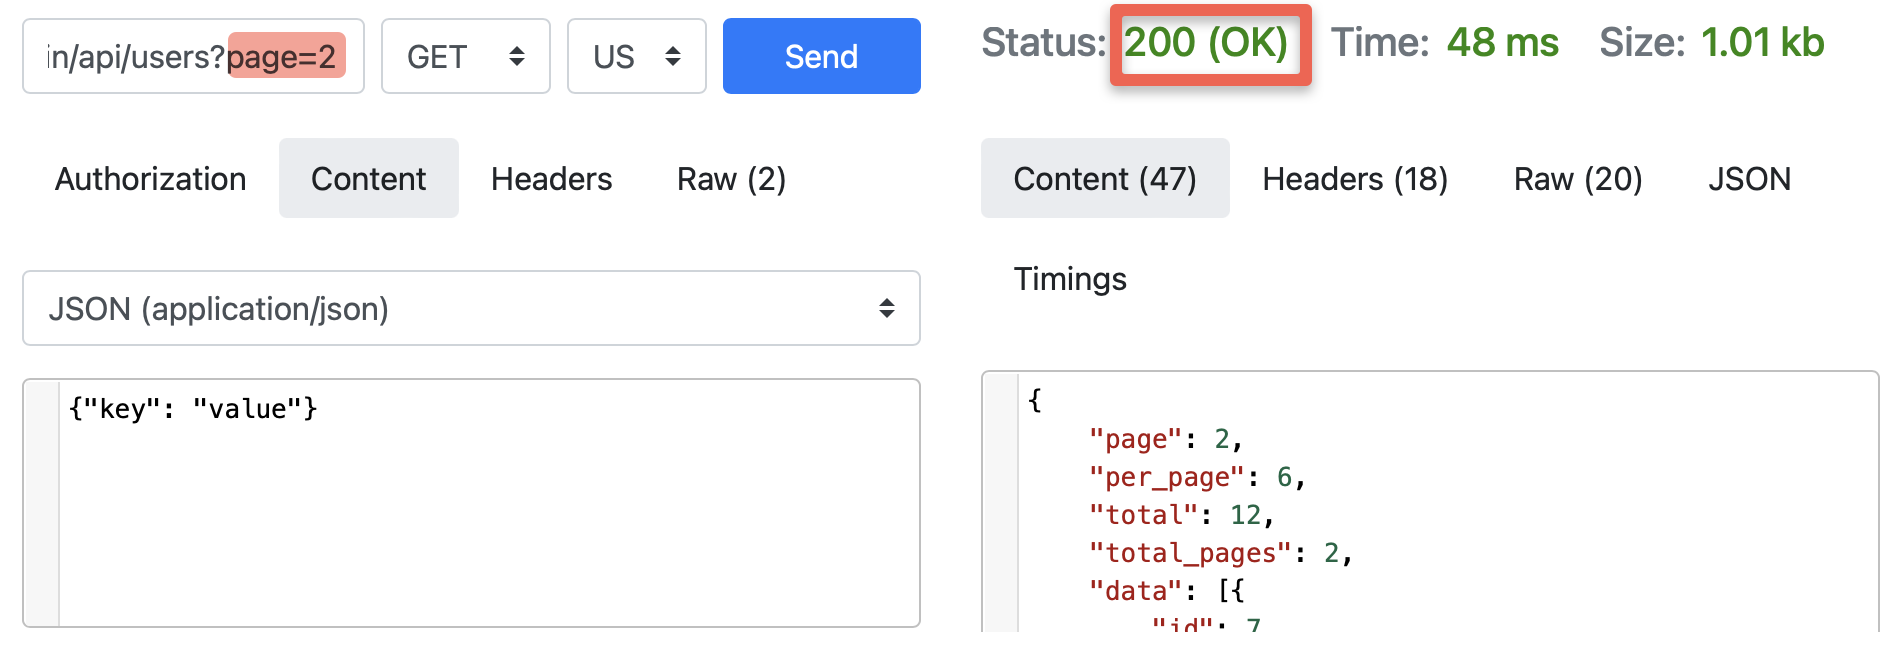 in/api/users?page=2 GET US Send
Status: 200 (OK) Time: 48 ms Size: 1.01 kb
Authorization Content Headers Raw (2)
Content (47) Headers (18) Raw (20) JSON
Timings
JSON (application/json)
{"key": "value"}
{
"page": 2,
"per_page": 6,
"total": 12,
"total_pages": 2,
"data": [{
"id": 7